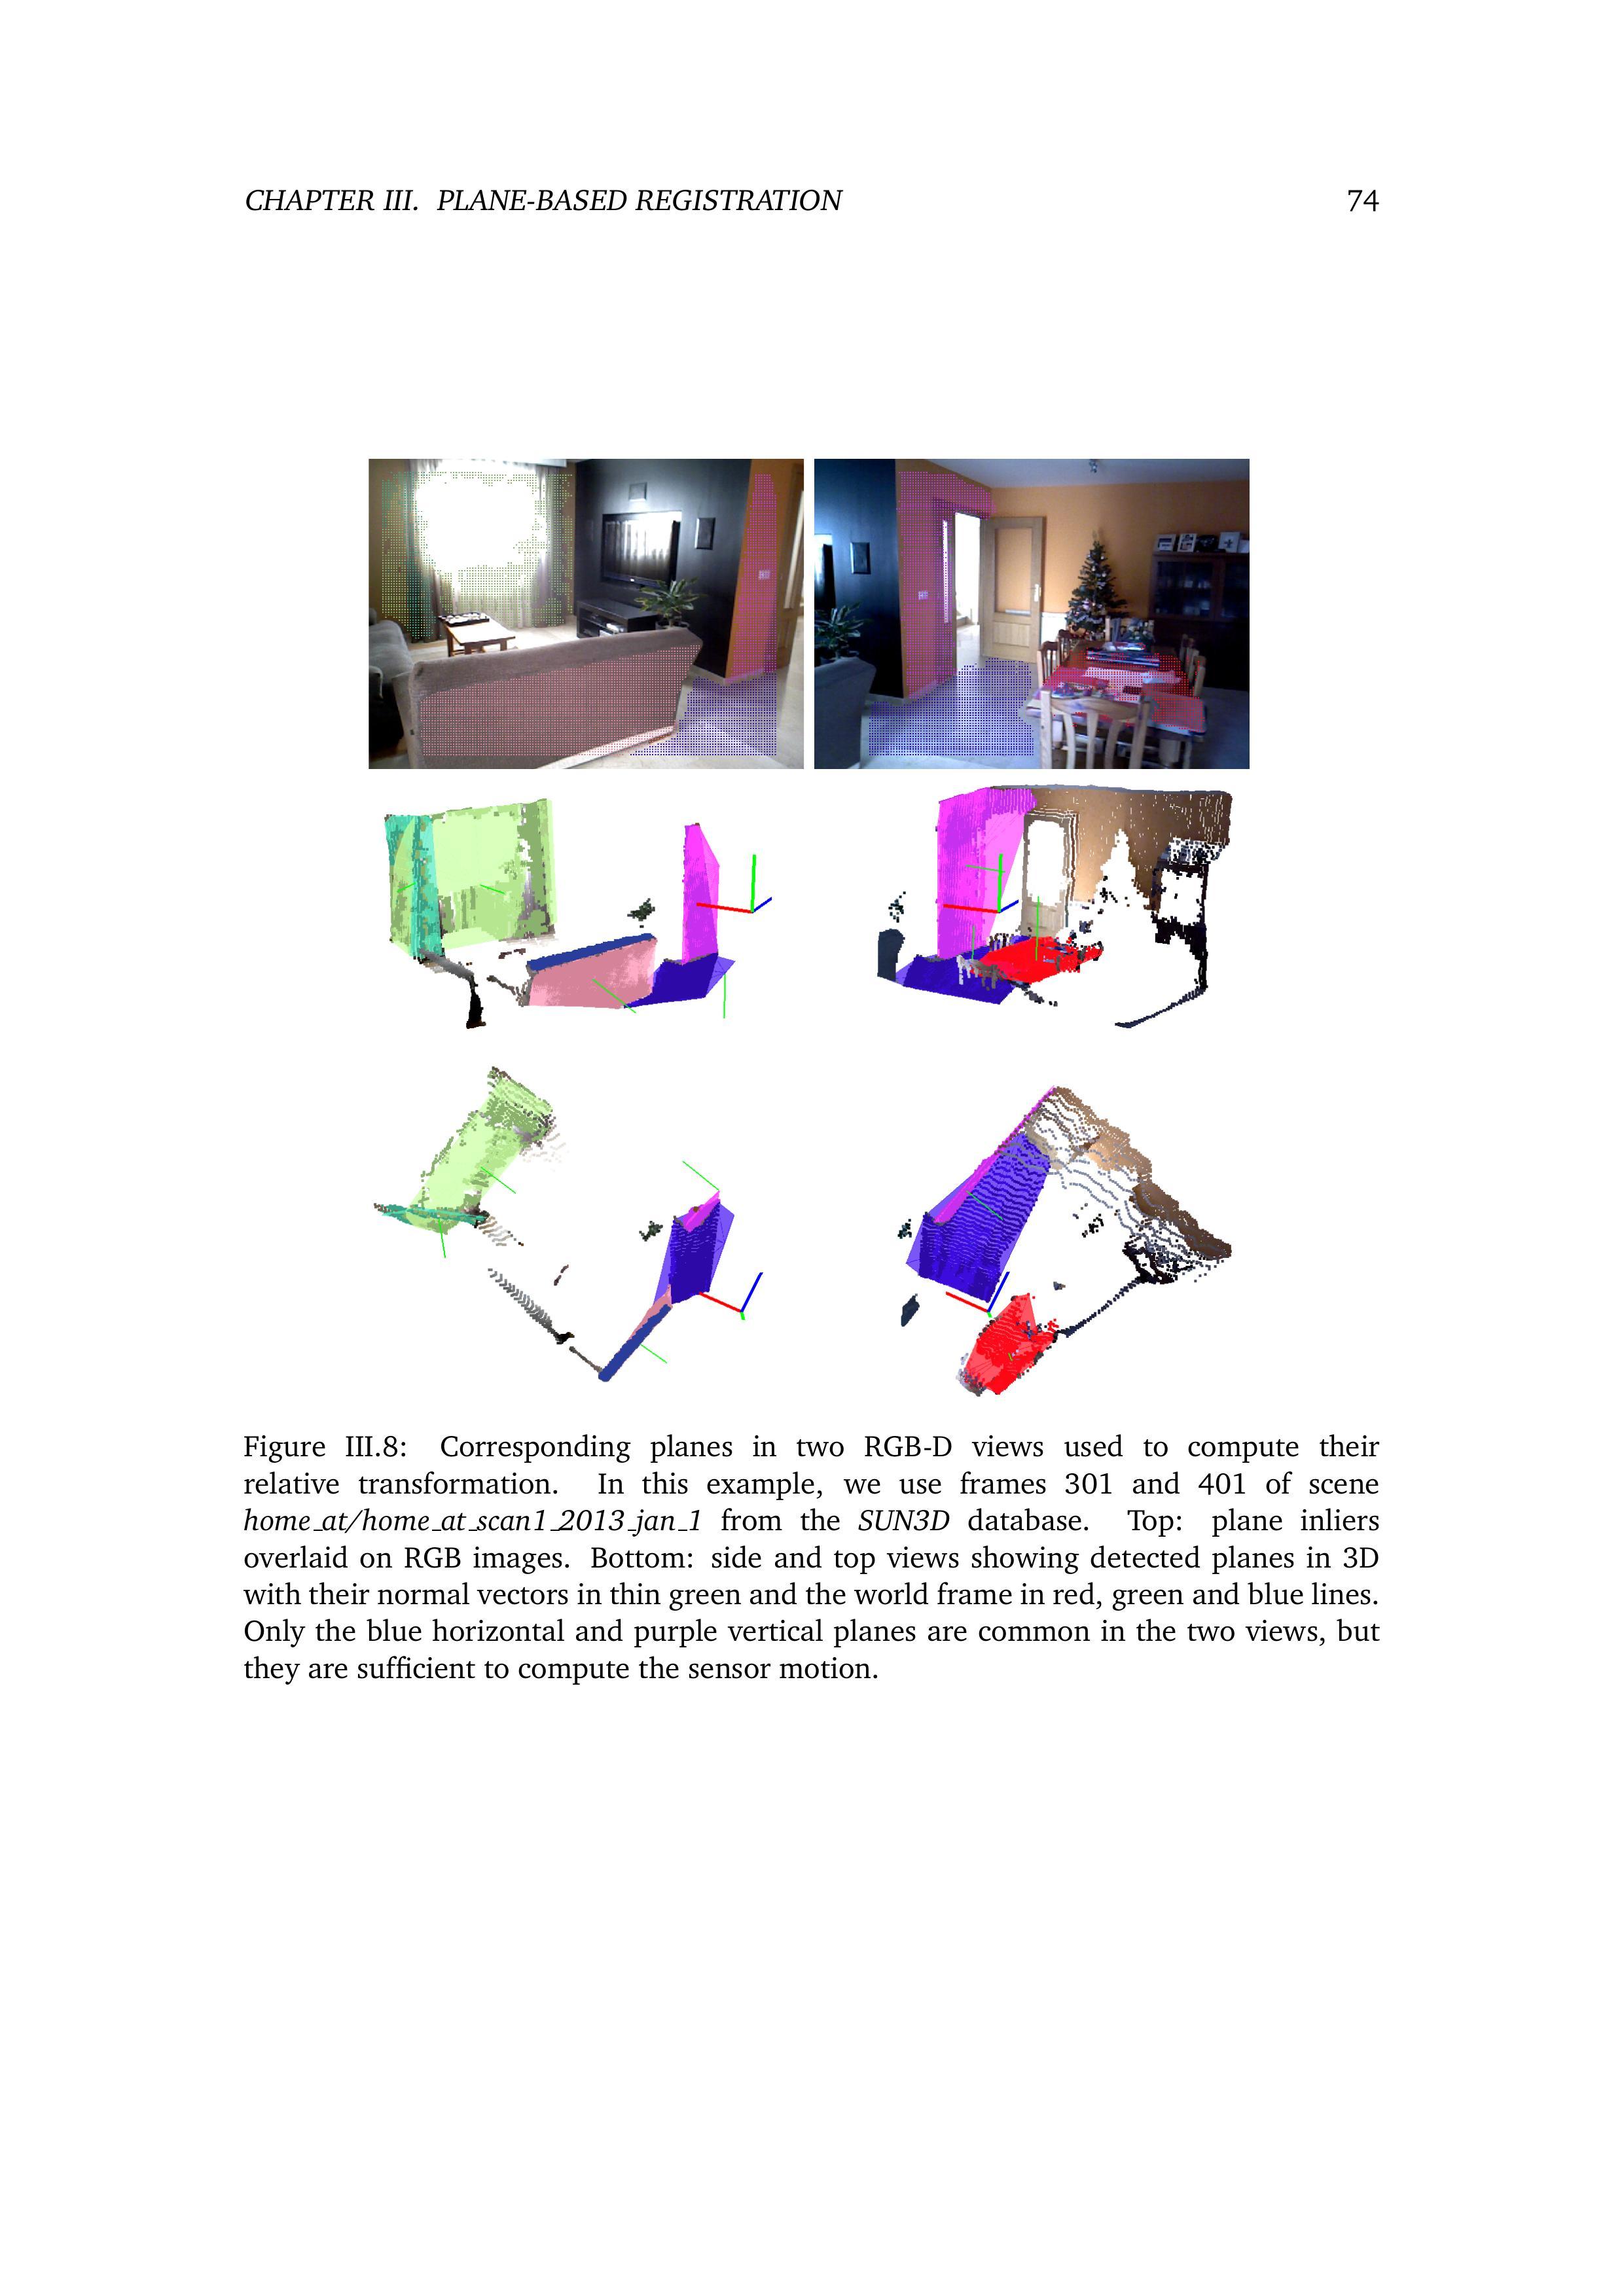 CHAPTER III. PLANE-BASED REGISTRATION 74
Figure III.8: Corresponding planes in two RGB-D views used to compute their
relative transformation. In this example, we use frames 301 and 401 of scene
home_at/home_at_scan1_2013_jan_1 from the SUN3D database. Top: plane inliers
overlaid on RGB images. Bottom: side and top views showing detected planes in 3D
with their normal vectors in thin green and the world frame in red, green and blue lines.
Only the blue horizontal and purple vertical planes are common in the two views, but
they are sufficient to compute the sensor motion.